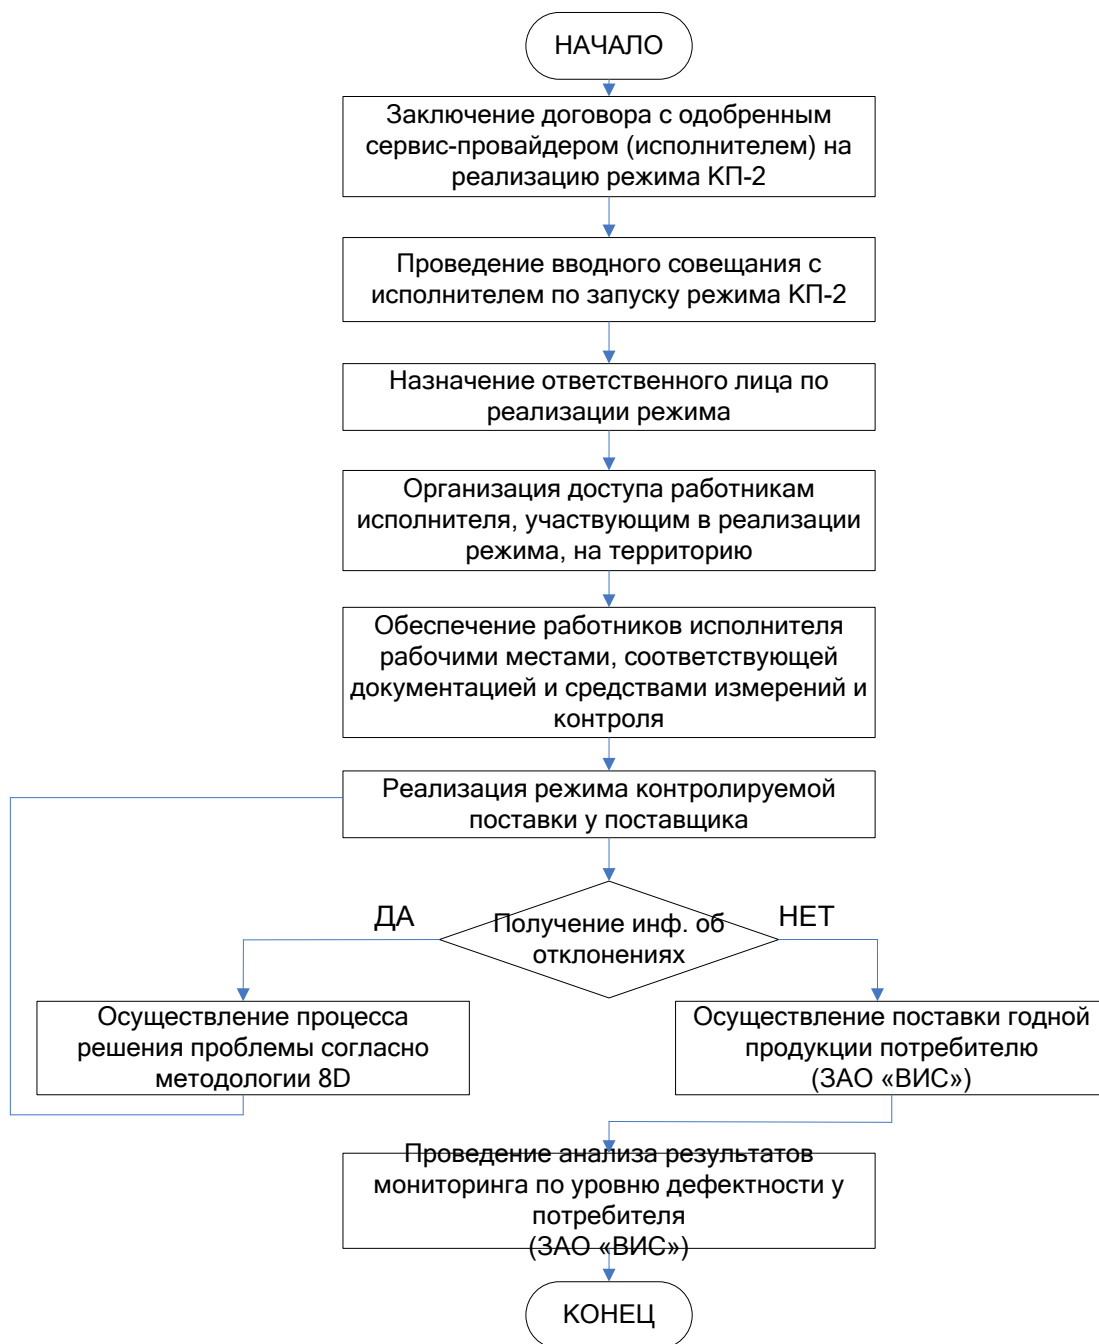 НАЧАЛО
Заключение договора с одобренным
сервис-провайдером (исполнителем) на
реализацию режима КП-2
Проведение вводного совещания с
исполнителем по запуску режима КП-2
Назначение ответственного лица по
реализации режима
Организация доступа работникам
исполнителя, участвующим в реализации
режима, на территорию
Обеспечение работников исполнителя
рабочими местами, соответствующей
документацией и средствами измерений и
контроля
Реализация режима контролируемой
поставки у поставщика
ДА
Получение инф. об
отклонениях
НЕТ
Осуществление процесса
решения проблемы согласно
методологии 8D
Осуществление поставки годной
продукции потребителю
(ЗАО «ВИС»)
Проведение анализа результатов
мониторинга по уровню дефектности у
потребителя
(ЗАО «ВИС»)
КОНЕЦ